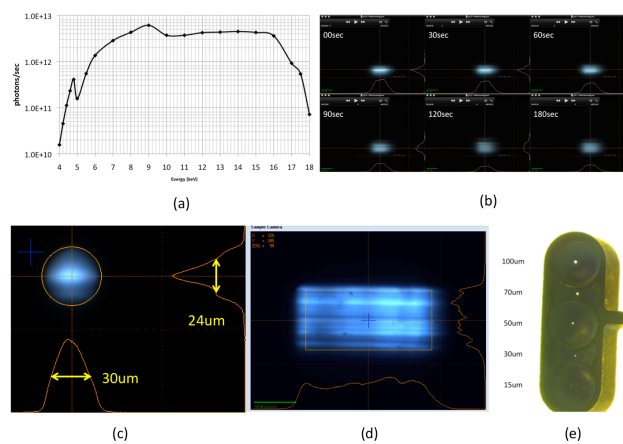 1.0E+13
1.0E+12
1.0E+11
1.0E+10
photons/sec
4 5 6 7 8 9 10 11 12 13 14 15 16 17 18
Energy (keV)
(a)
00sec
30sec
60sec
90sec
120sec
180sec
(b)
24um
30um
(c)
Sample Camera
(d)
100um
70um
50um
30um
15um
(e)